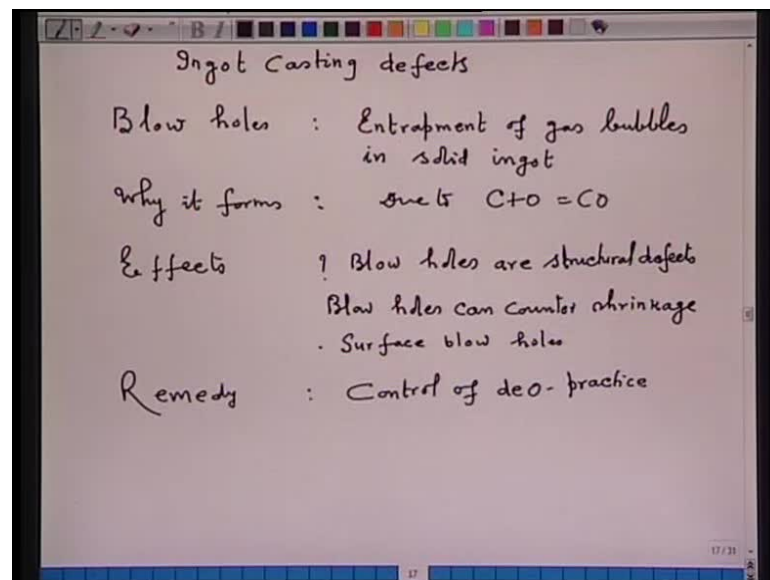 Ingot Casting defects
Blow holes : Entrapment of gas bubbles
in solid ingot
Why it forms : due to C+O = CO
Effects : Blow holes are structural defects
Blow holes can counter shrinkage
. Surface blow holes
Remedy : Control of deO- practice
17/31
17